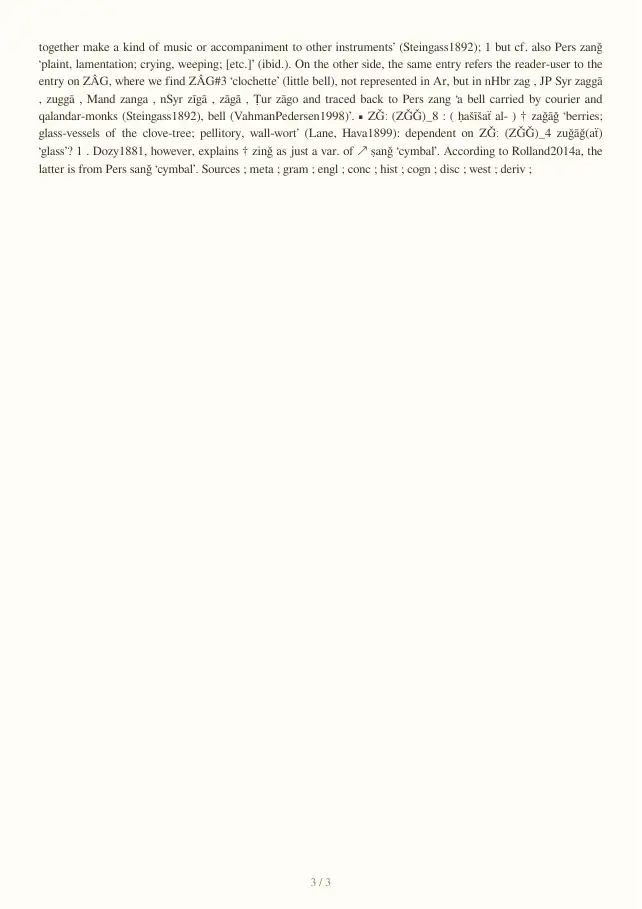 together make a kind of music or accompaniment to other instruments’ (Steingass1892); 1 but cf. also Pers zanğ
‘plaint, lamentation; crying, weeping; [etc.]’ (ibid.). On the other side, the same entry refers the reader-user to the
entry on ZÂG, where we find ZÂG#3 ‘clochette’ (little bell), not represented in Ar, but in nHbr zag , JP Syr zaggā
, zuggā , Mand zanga , nSyr zīgā , zāgā , Ṭur zāgo and traced back to Pers zang ‘a bell carried by courier and
qalandar-monks (Steingass1892), bell (VahmanPedersen1998)’. ▪ ZǦ: (ZǦǦ)_8 : ( ḥašīšaẗ al- ) † zaǧāǧ ‘berries;
glass-vessels of the clove-tree; pellitory, wall-wort’ (Lane, Hava1899): dependent on ZǦ: (ZǦǦ)_4 zuǧāǧ(aẗ)
‘glass’? 1 . Dozy1881, however, explains † zinğ as just a var. of ↗ ṣanğ ‘cymbal’. According to Rolland2014a, the
latter is from Pers sanğ ‘cymbal’. Sources ; meta ; gram ; engl ; conc ; hist ; cogn ; disc ; west ; deriv ;
3 / 3